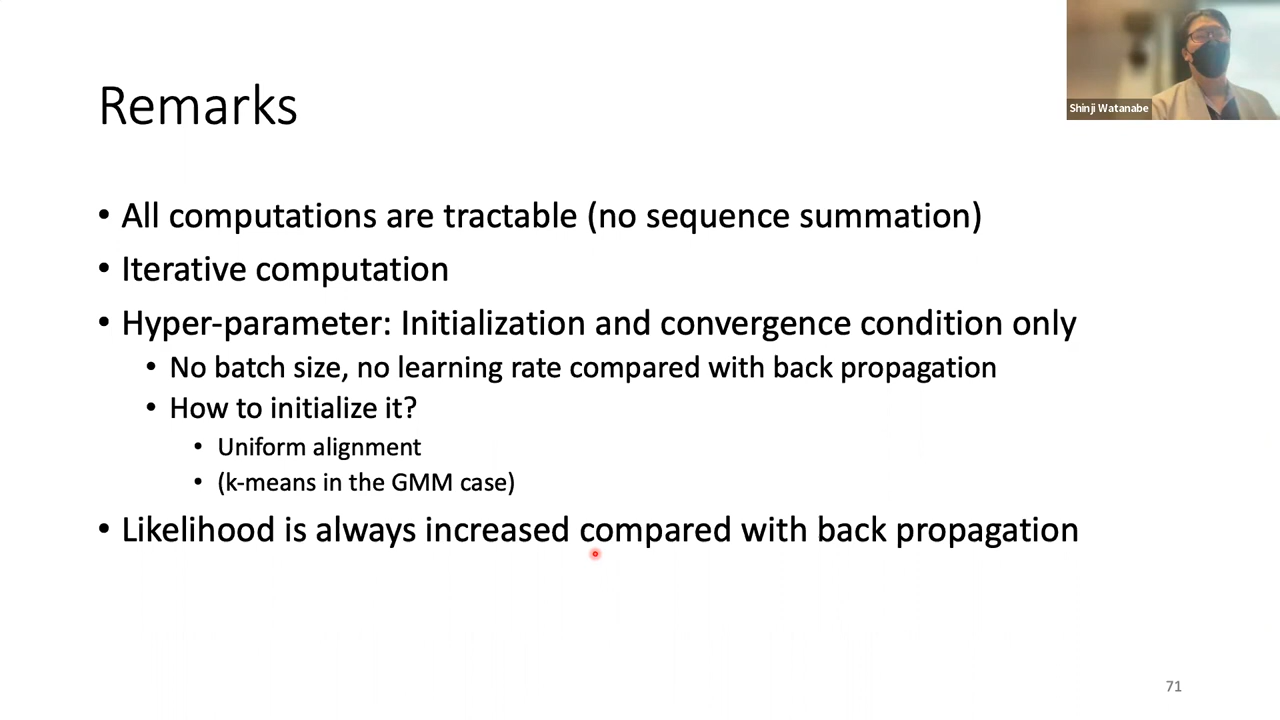 Shinji Watanabe
Remarks
• All computations are tractable (no sequence summation)
• Iterative computation
• Hyper-parameter: Initialization and convergence condition only
• No batch size, no learning rate compared with back propagation
• How to initialize it?
• Uniform alignment
• (k-means in the GMM case)
• Likelihood is always increased compared with back propagation
71